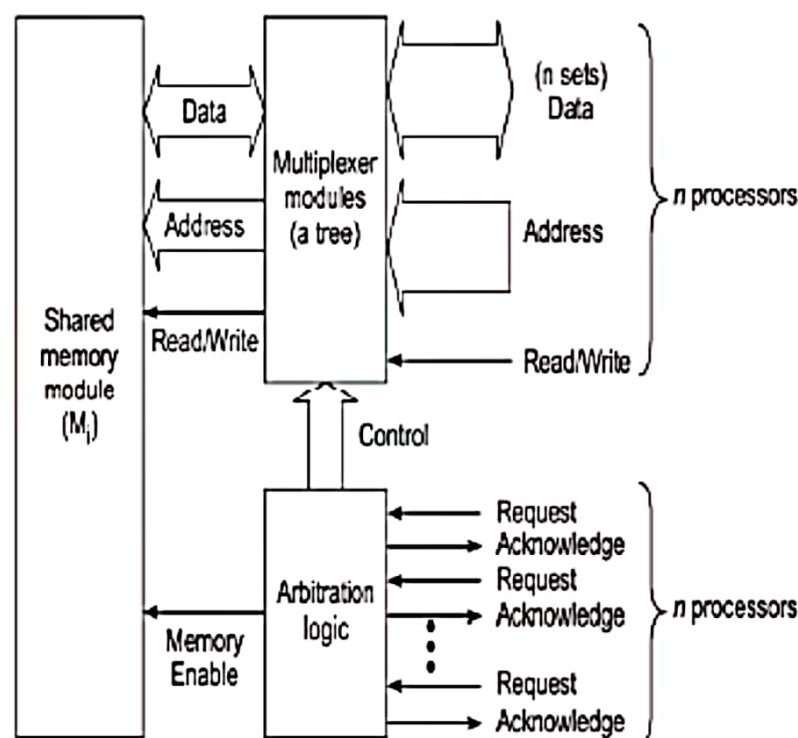 Shared
memory
module
(Mi)
Data
Address
Read/Write
Multiplexer
modules
(a tree)
(n sets)
Data
Address
Read/Write
n processors
Control
Arbitration
logic
Memory
Enable
Request
Acknowledge
Request
Acknowledge
Request
Acknowledge
n processors